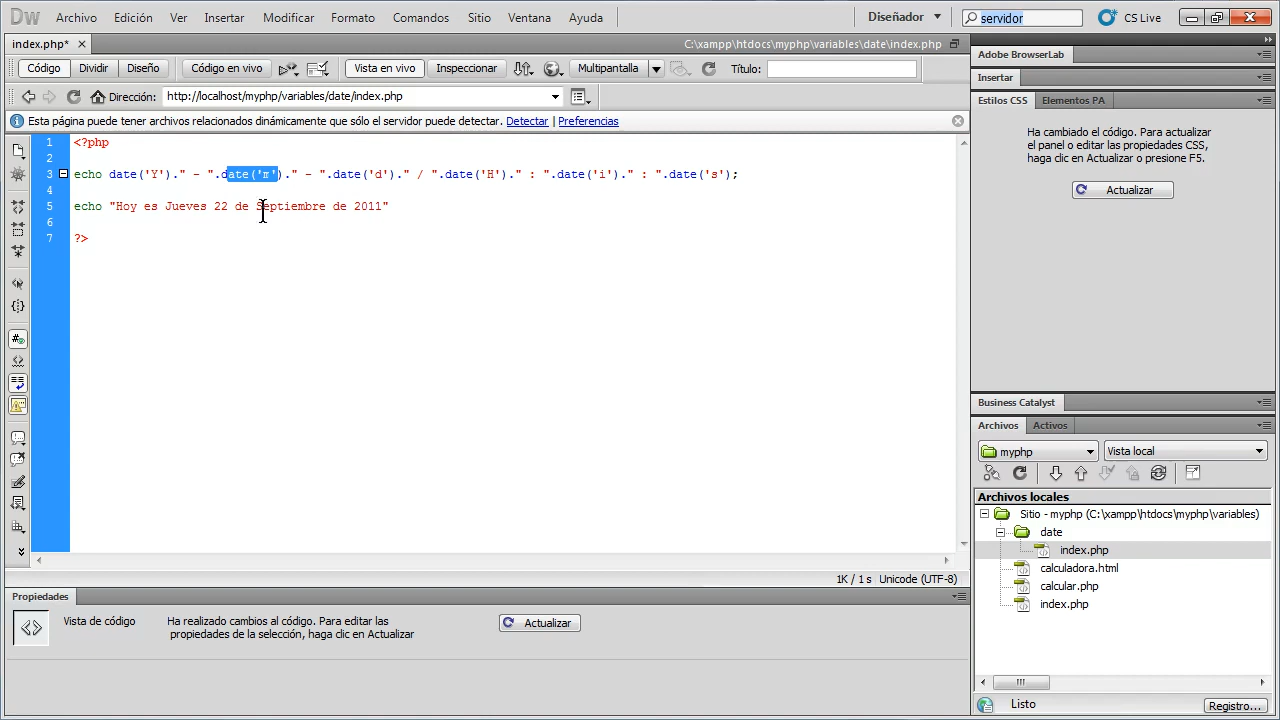 Dw Archivo Edición Ver Insertar Modificar Formato Comandos Sitio Ventana Ayuda Diseñador servidor CS Live
index.php* C:\xampp\htdocs\myphp\variables\date\index.php
Código Dividir Diseño Código en vivo Vista en vivo Inspeccionar Multipantalla Título:
Dirección: http://localhost/myphp/variables/date/index.php
Esta página puede tener archivos relacionados dinámicamente que sólo el servidor puede detectar. Detectar | Preferencias
1 <?php
2
3 echo date('Y')." - ".date('m')." - ".date('d')." / ".date('H')." : ".date('i')." : ".date('s');
4
5 echo "Hoy es Jueves 22 de Septiembre de 2011"
6
7 ?>
1K / 1 s Unicode (UTF-8)
Propiedades
Vista de código
Ha realizado cambios al código. Para editar las
propiedades de la selección, haga clic en Actualizar
Actualizar
Adobe BrowserLab
Insertar
Estilos CSS Elementos PA
Ha cambiado el código. Para actualizar
el panel o editar las propiedades CSS,
haga clic en Actualizar o presione F5.
Actualizar
Business Catalyst
Archivos Activos
myphp Vista local
Archivos locales
Sitio - myphp (C:\xampp\htdocs\myphp\variables)
date
index.php
calculadora.html
calcular.php
index.php
Listo Registro...